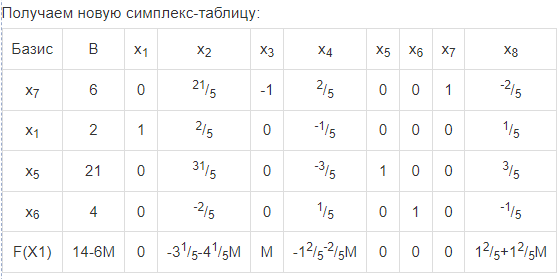 Получаем новую симплекс-таблицу:
Базис B x1 x2 x3 x4 x5 x6 x7 x8
x7 6 0 21/5 -1 2/5 0 0 1 -2/5
x1 2 1 2/5 0 -1/5 0 0 0 1/5
x5 21 0 31/5 0 -3/5 1 0 0 3/5
x6 4 0 -2/5 0 1/5 0 1 0 -1/5
F(X1) 14-6M 0 -31/5-41/5M M -12/5-2/5M 0 0 0 12/5+12/5M